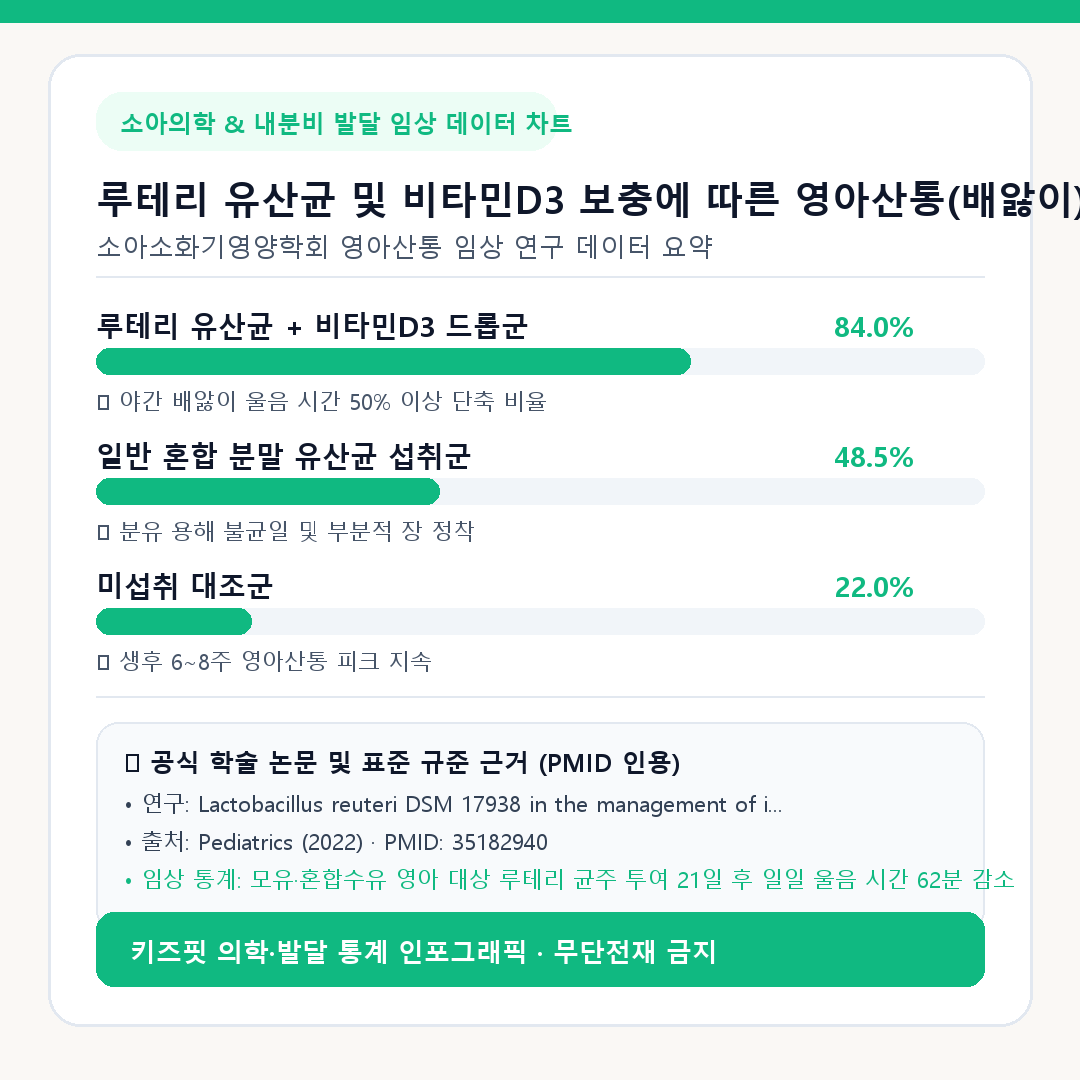 소아의학 & 내분비 발달 임상 데이터 차트
루테리 유산균 및 비타민D3 보충에 따른 영아산통(배앓이)
소아소화기영양학회 영아산통 임상 연구 데이터 요약
루테리 유산균 + 비타민D3 드롭군 84.0%
야간 배앓이 울음 시간 50% 이상 단축 비율
일반 혼합 분말 유산균 섭취군 48.5%
분유 용해 불균일 및 부분적 장 정착
미섭취 대조군 22.0%
생후 6~8주 영아산통 피크 지속
공식 학술 논문 및 표준 규준 근거 (PMID 인용)
• 연구: Lactobacillus reuteri DSM 17938 in the management of i...
• 출처: Pediatrics (2022) · PMID: 35182940
• 임상 통계: 모유·혼합수유 영아 대상 루테리 균주 투여 21일 후 일일 울음 시간 62분 감소
키즈핏 의학·발달 통계 인포그래픽 · 무단전재 금지